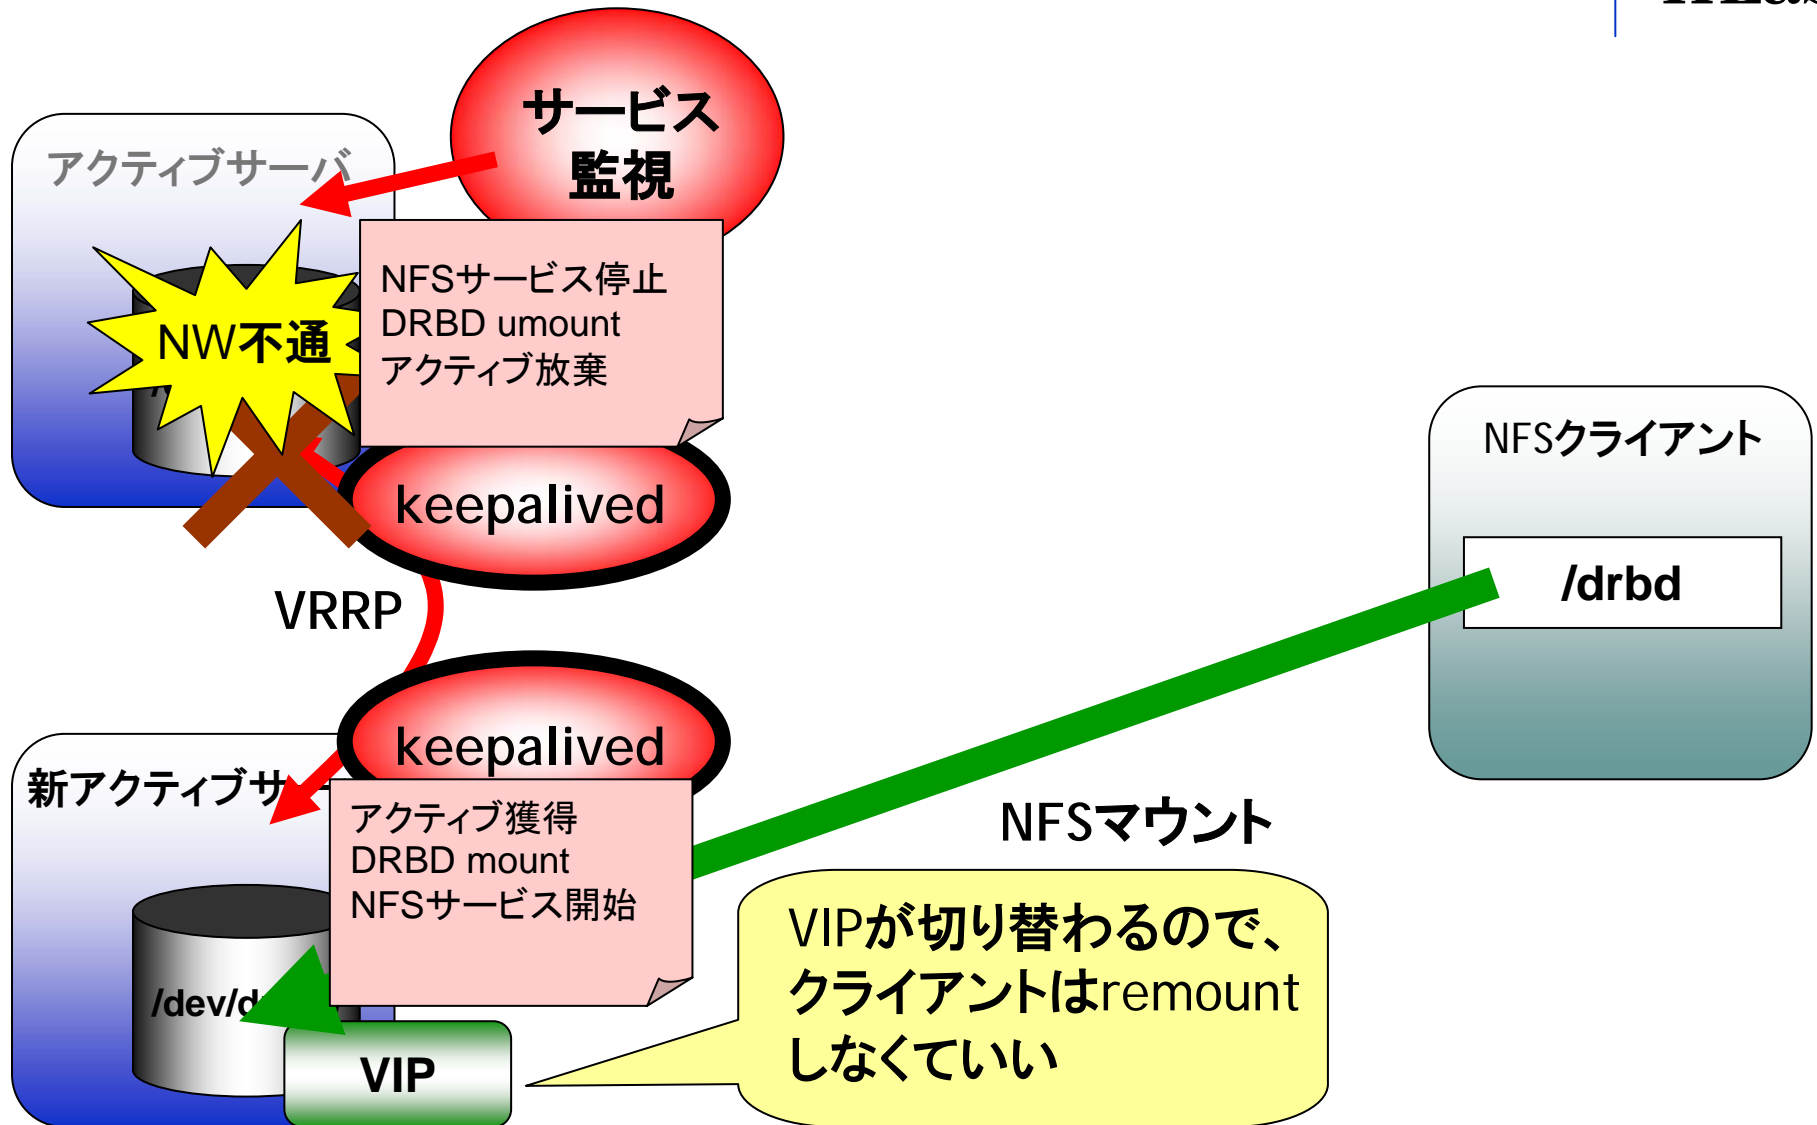 サービス
監視
アクティブサーバ
NFSサービス停止
DRBD umount
アクティブ放棄
NW不通
keepalived
VRRP
NFSクライアント
/drbd
keepalived
新アクティブサー
アクティブ獲得
DRBD mount
NFSサービス開始
NFSマウント
VIPが切り替わるので、
クライアントはremount
しなくていい
/dev/d
VIP